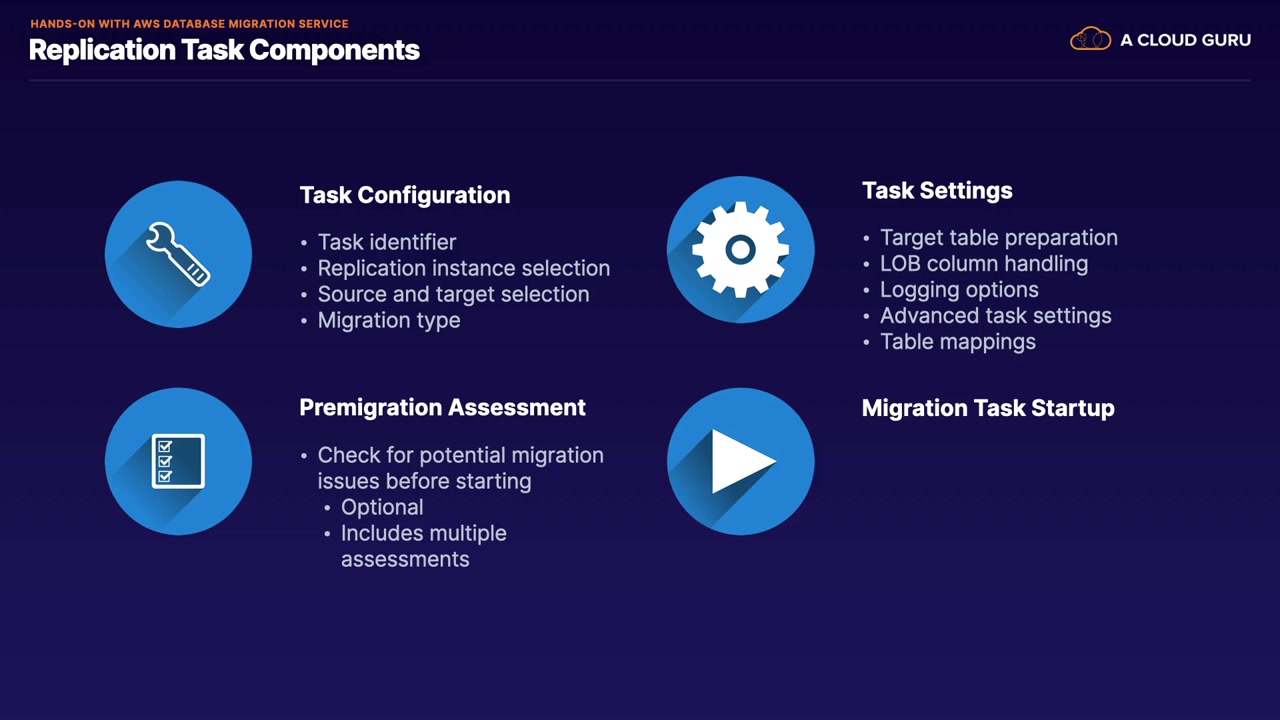 HANDS-ON WITH AWS DATABASE MIGRATION SERVICE
Replication Task Components
A CLOUD GURU
Task Configuration
• Task identifier
• Replication instance selection
• Source and target selection
• Migration type
Task Settings
• Target table preparation
• LOB column handling
• Logging options
• Advanced task settings
• Table mappings
Premigration Assessment
• Check for potential migration
issues before starting
• Optional
• Includes multiple
assessments
Migration Task Startup